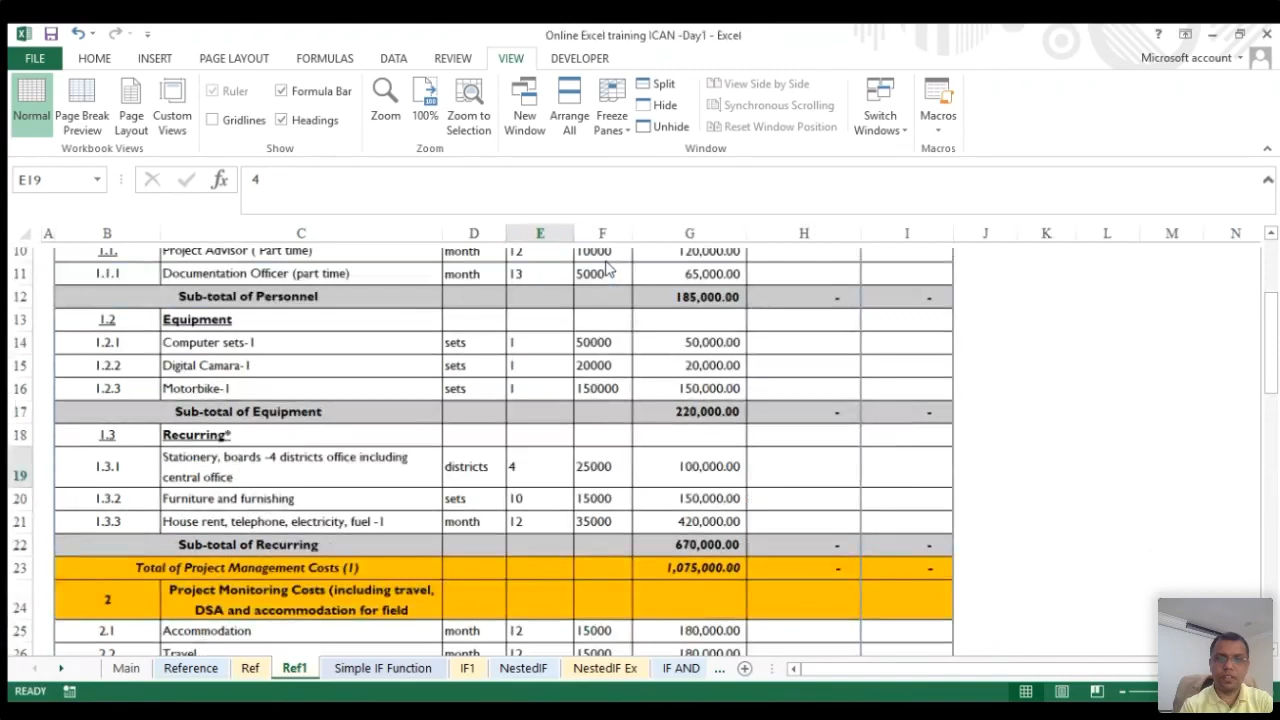 Online Excel training ICAN -Day1 - Excel
?
FILE HOME INSERT PAGE LAYOUT FORMULAS DATA REVIEW VIEW DEVELOPER Microsoft account
Normal Page Break Preview Page Layout Custom Views
Ruler Formula Bar
Gridlines Headings
Zoom 100% Zoom to Selection
New Window Arrange All Freeze Panes
Split
Hide
Unhide
View Side by Side
Synchronous Scrolling
Reset Window Position
Switch Windows Macros
Workbook Views Show Zoom Window Macros
E19 fx 4
A B C D E F G H I J K L M N
10 1.1. Project Advisor ( Part time) month 12 10000 120,000.00
11 1.1.1 Documentation Officer (part time) month 13 5000 65,000.00
12 Sub-total of Personnel 185,000.00 - -
13 1.2 Equipment
14 1.2.1 Computer sets-1 sets 1 50000 50,000.00
15 1.2.2 Digital Camara-1 sets 1 20000 20,000.00
16 1.2.3 Motorbike-1 sets 1 150000 150,000.00
17 Sub-total of Equipment 220,000.00 - -
18 1.3 Recurring*
19 1.3.1 Stationery, boards -4 districts office including
central office districts 4 25000 100,000.00
20 1.3.2 Furniture and furnishing sets 10 15000 150,000.00
21 1.3.3 House rent, telephone, electricity, fuel -1 month 12 35000 420,000.00
22 Sub-total of Recurring 670,000.00 - -
23 Total of Project Management Costs (1) 1,075,000.00 - -
24 2 Project Monitoring Costs (including travel,
DSA and accommodation for field
25 2.1 Accommodation month 12 15000 180,000.00
26 2.2 Travel month 12 15000 180,000.00
Main Reference Ref Ref1 Simple IF Function IF1 NestedIF NestedIF Ex IF AND ...
READY